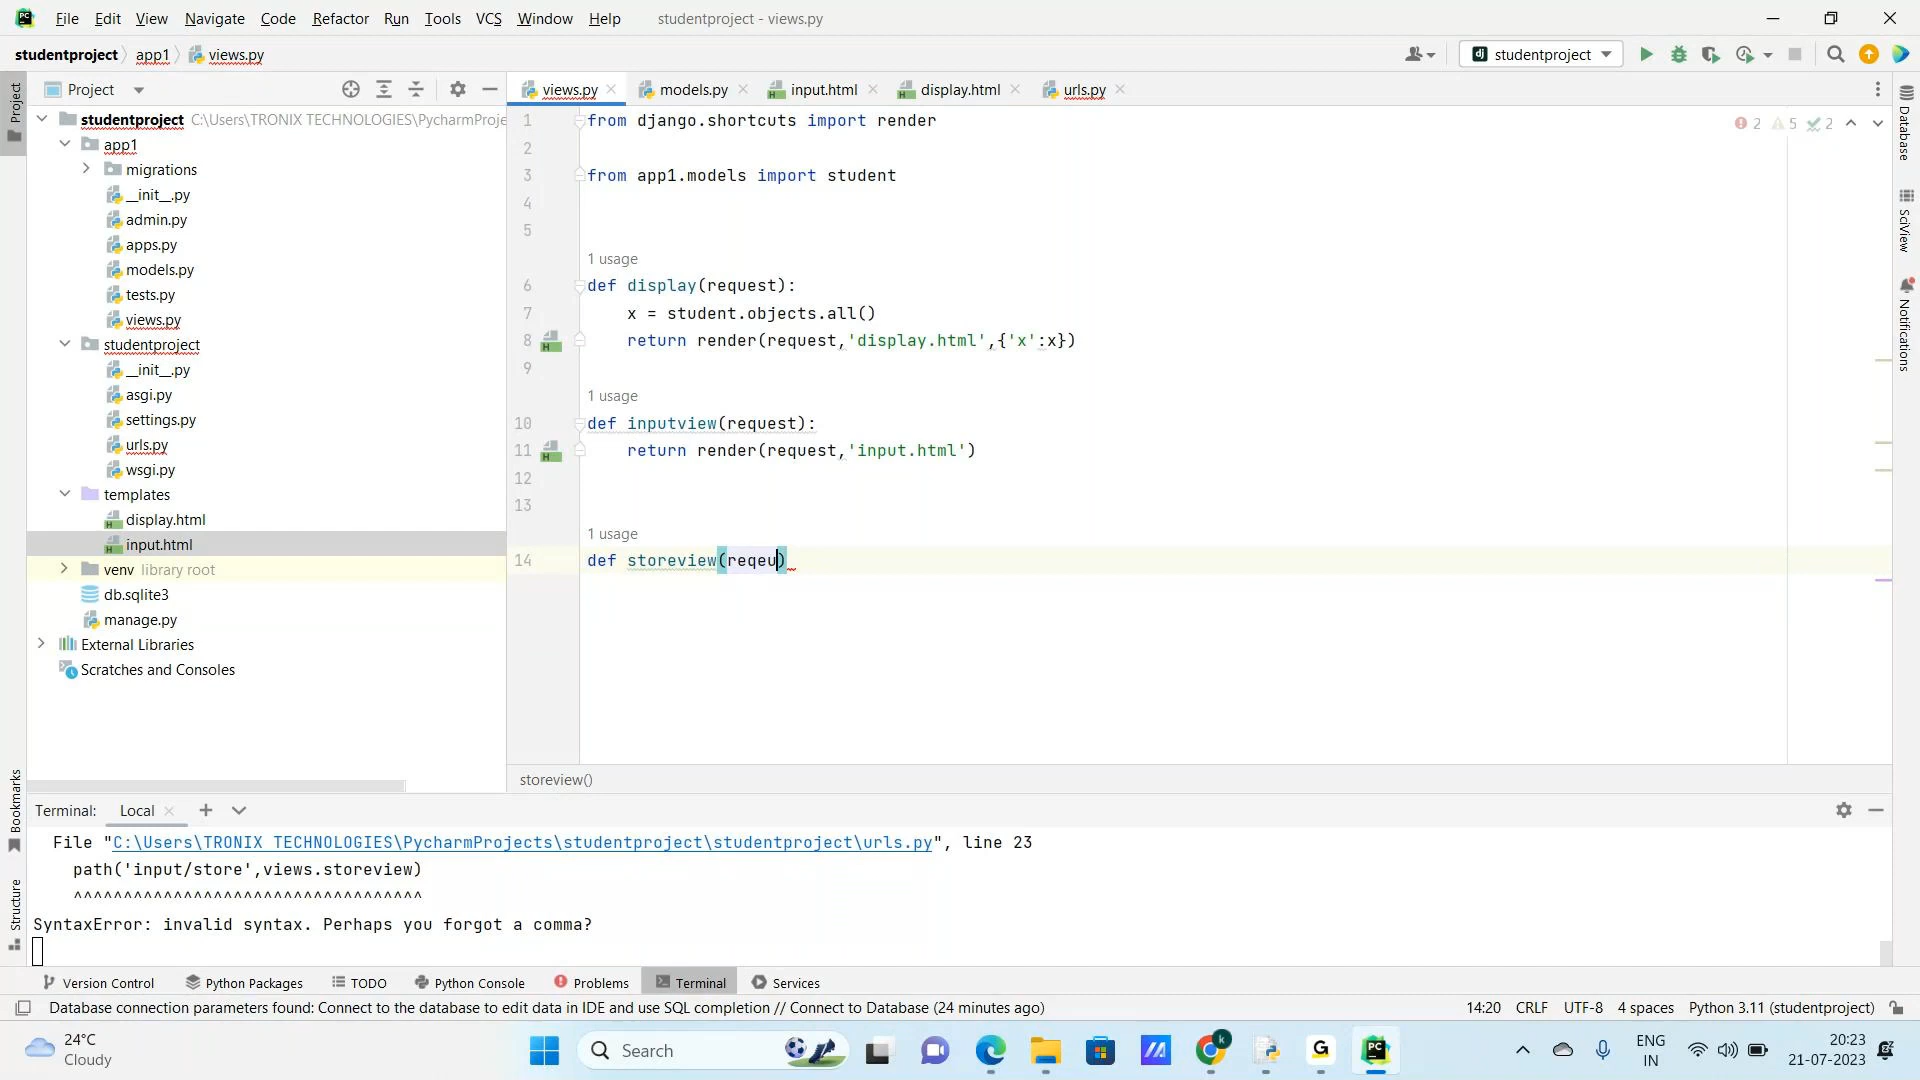 File Edit View Navigate Code Refactor Run Tools VCS Window Help studentproject - views.py
studentproject app1 views.py
studentproject
Project
views.py models.py input.html display.html urls.py
Project
studentproject C:\Users\TRONIX TECHNOLOGIES\PycharmProje
app1
migrations
__init__.py
admin.py
apps.py
models.py
tests.py
views.py
studentproject
__init__.py
asgi.py
settings.py
urls.py
wsgi.py
templates
display.html
input.html
venv library root
db.sqlite3
manage.py
External Libraries
Scratches and Consoles
2 5 2
1 from django.shortcuts import render
2
3 from app1.models import student
4
5
1 usage
6 def display(request):
7 x = student.objects.all()
8 return render(request,'display.html',{'x':x})
9
1 usage
10 def inputview(request):
11 return render(request,'input.html')
12
13
1 usage
14 def storeview(reqeu)
storeview()
Database
SciView
Notifications
Bookmarks
Structure
Terminal: Local
File "C:\Users\TRONIX TECHNOLOGIES\PycharmProjects\studentproject\studentproject\urls.py", line 23
path('input/store',views.storeview)
^^^^^^^^^^^^^^^^^^^^^^^^^^^^^^^^^^^
SyntaxError: invalid syntax. Perhaps you forgot a comma?
Version Control Python Packages TODO Python Console Problems Terminal Services
Database connection parameters found: Connect to the database to edit data in IDE and use SQL completion // Connect to Database (24 minutes ago) 14:20 CRLF UTF-8 4 spaces Python 3.11 (studentproject)
24°C
Cloudy
Search
ENG
IN
20:23
21-07-2023